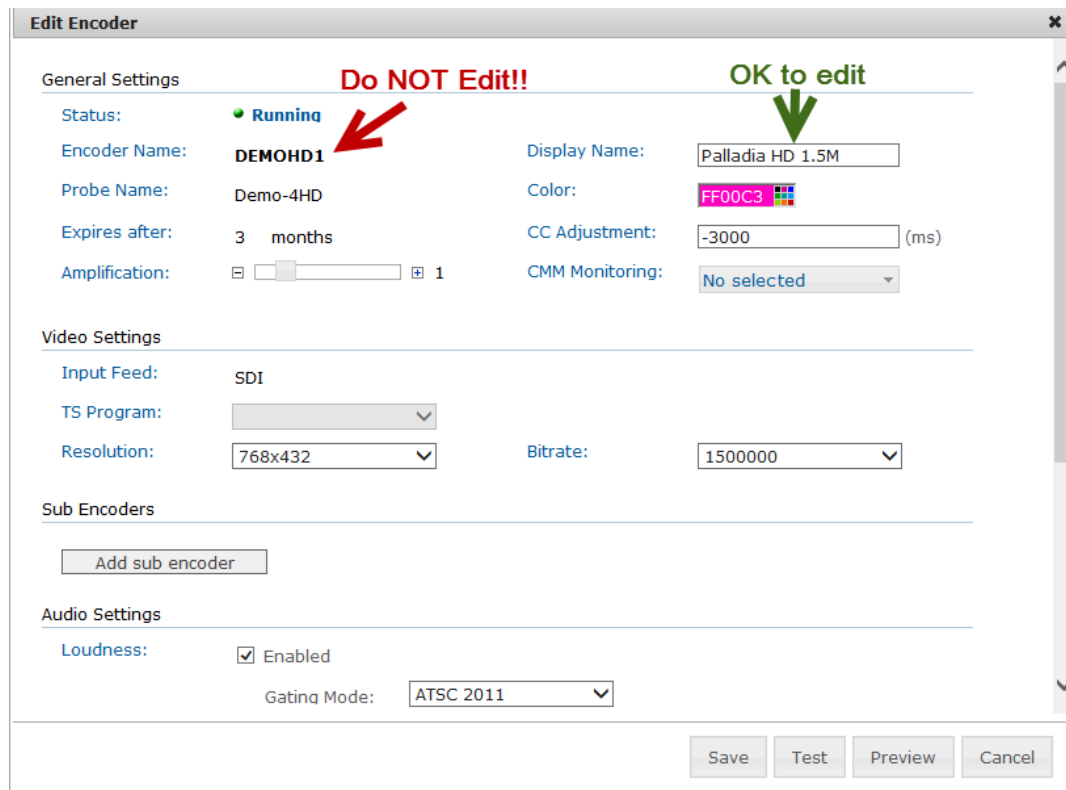 Edit Encoder
General Settings
Do NOT Edit!!
OK to edit
Status: Running
Encoder Name: DEMOHD1 Display Name: Palladia HD 1.5M
Probe Name: Demo-4HD Color: FF00C3
Expires after: 3 months CC Adjustment: -3000 (ms)
Amplification: 1 CMM Monitoring: No selected
Video Settings
Input Feed: SDI
TS Program:
Resolution: 768x432 Bitrate: 1500000
Sub Encoders
Add sub encoder
Audio Settings
Loudness: Enabled
Gating Mode: ATSC 2011
Save Test Preview Cancel